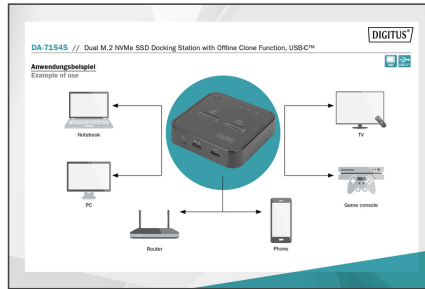 DIGITUS®
DA-71545 // Dual M.2 NVMe SSD Docking Station with Offline Clone Function, USB-C™
Anwendungsbeispiel
Example of use
Notebook
TV
PC
Game console
Router
Phone